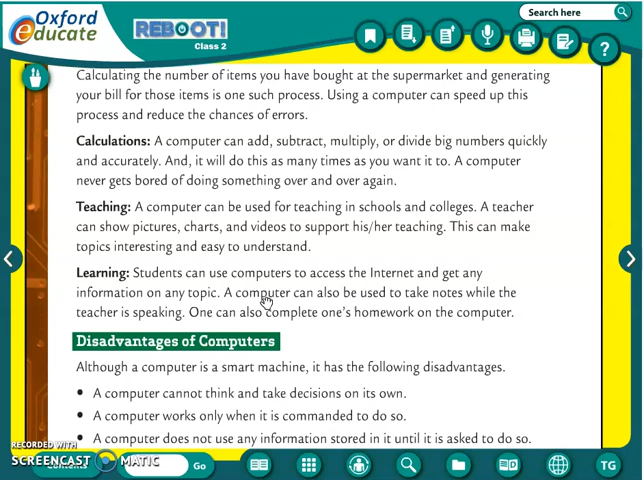 Oxford
educate
REBOOT!
Class 2
Search here
?
Calculating the number of items you have bought at the supermarket and generating
your bill for those items is one such process. Using a computer can speed up this
process and reduce the chances of errors.
Calculations: A computer can add, subtract, multiply, or divide big numbers quickly
and accurately. And, it will do this as many times as you want it to. A computer
never gets bored of doing something over and over again.
Teaching: A computer can be used for teaching in schools and colleges. A teacher
can show pictures, charts, and videos to support his/her teaching. This can make
topics interesting and easy to understand.
Learning: Students can use computers to access the Internet and get any
information on any topic. A computer can also be used to take notes while the
teacher is speaking. One can also complete one's homework on the computer.
Disadvantages of Computers
Although a computer is a smart machine, it has the following disadvantages.
• A computer cannot think and take decisions on its own.
• A computer works only when it is commanded to do so.
• A computer does not use any information stored in it until it is asked to do so.
RECORDED WITH
SCREENCAST MATIC
Go
TG